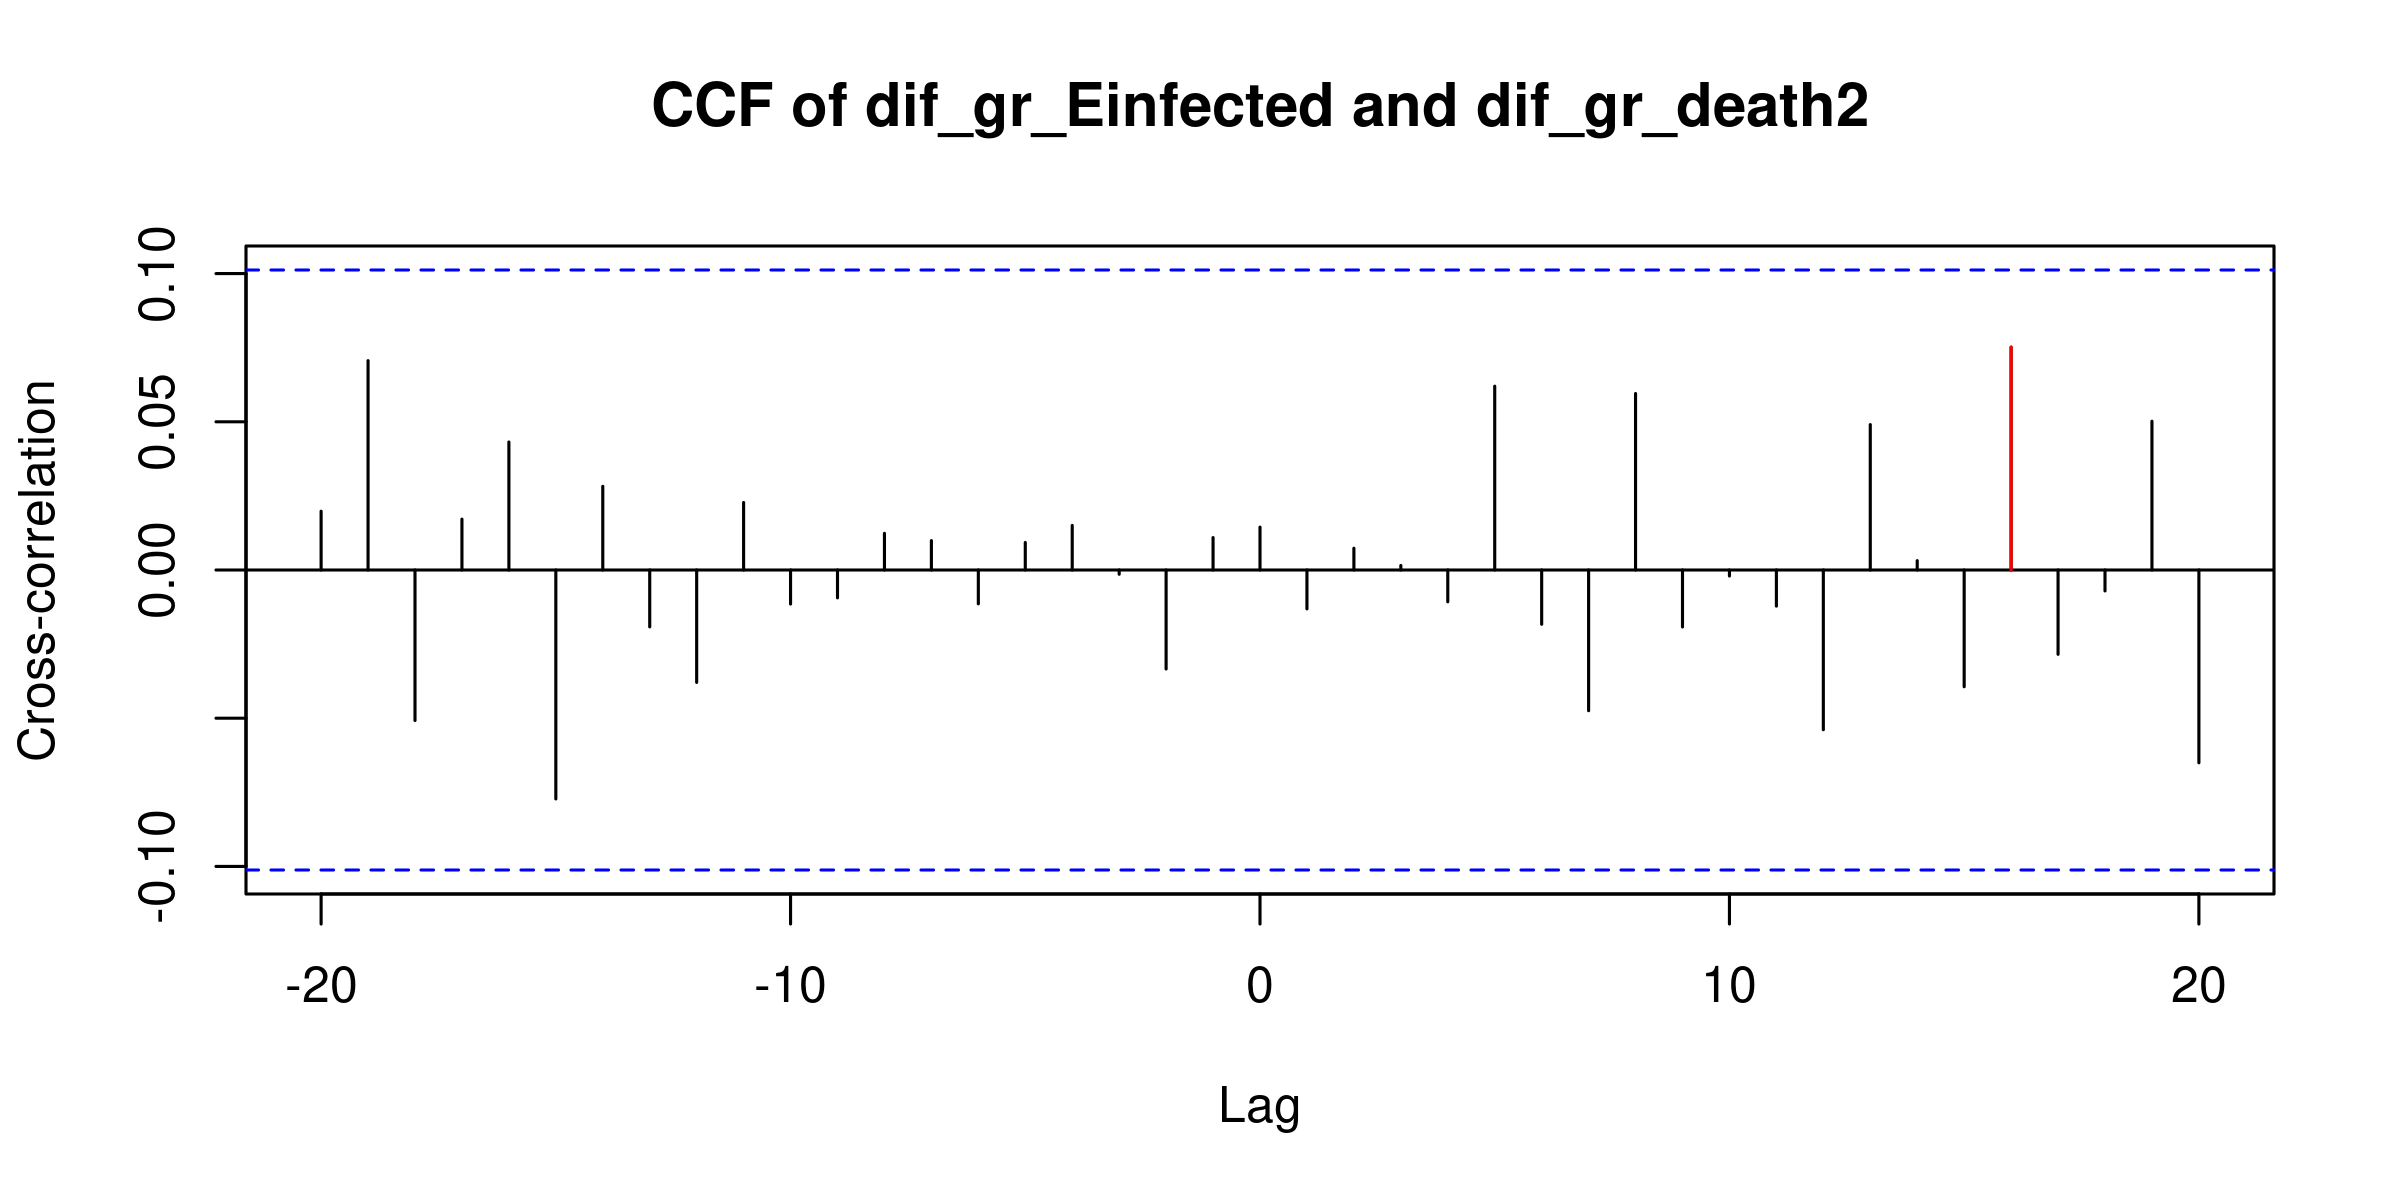 CCF of dif_gr_Einfected and dif_gr_death2
Cross-correlation
0.10
0.05
0.00
-0.10
-20 -10 0 10 20
Lag